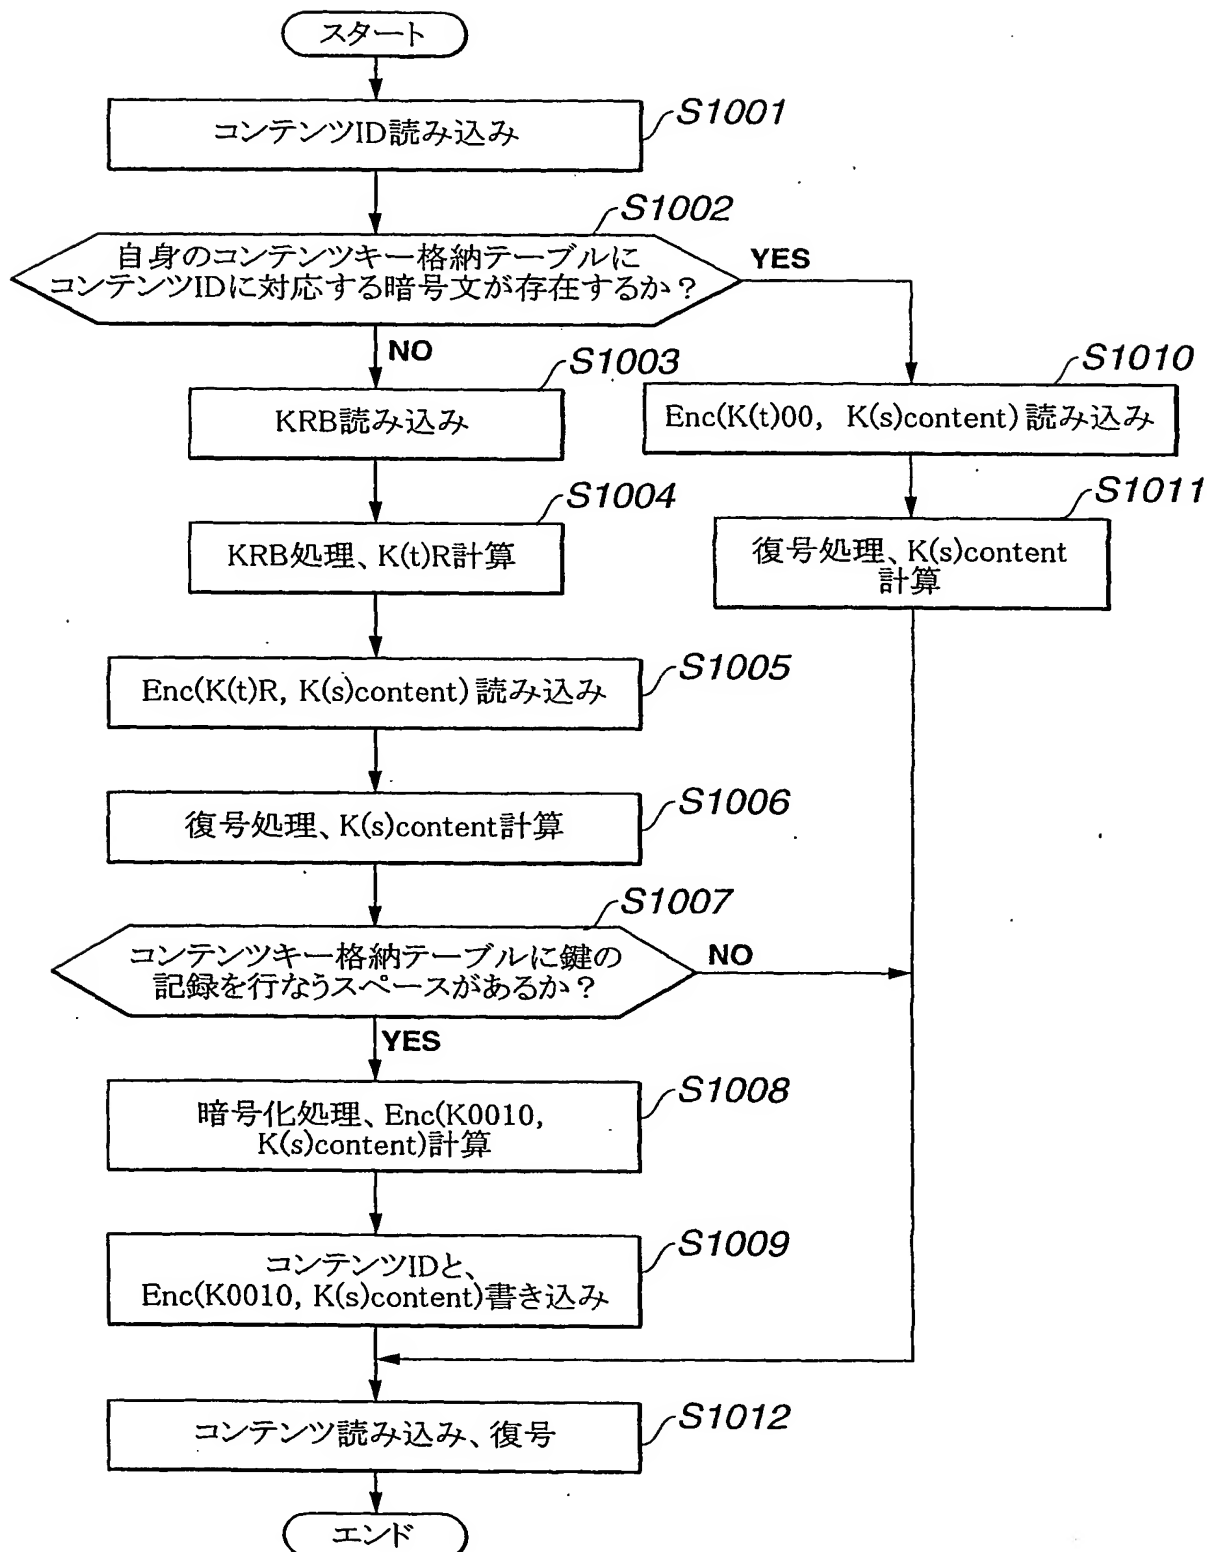 スタート
コンテンツID読み込み
S1001
S1002
自身のコンテンツキー格納テーブルに
コンテンツIDに対応する暗号文が存在するか?
YES
NO
S1003
KRB読み込み
S1010
Enc(K(t)00, K(s)content)読み込み
S1004
KRB処理、K(t)R計算
S1011
復号処理、K(s)content
計算
S1005
Enc(K(t)R, K(s)content)読み込み
S1006
復号処理、K(s)content計算
S1007
コンテンツキー格納テーブルに鍵の
記録を行なうスペースがあるか?
NO
YES
S1008
暗号化処理、Enc(K0010,
K(s)content)計算
S1009
コンテンツIDと、
Enc(K0010, K(s)content)書き込み
S1012
コンテンツ読み込み、復号
エンド